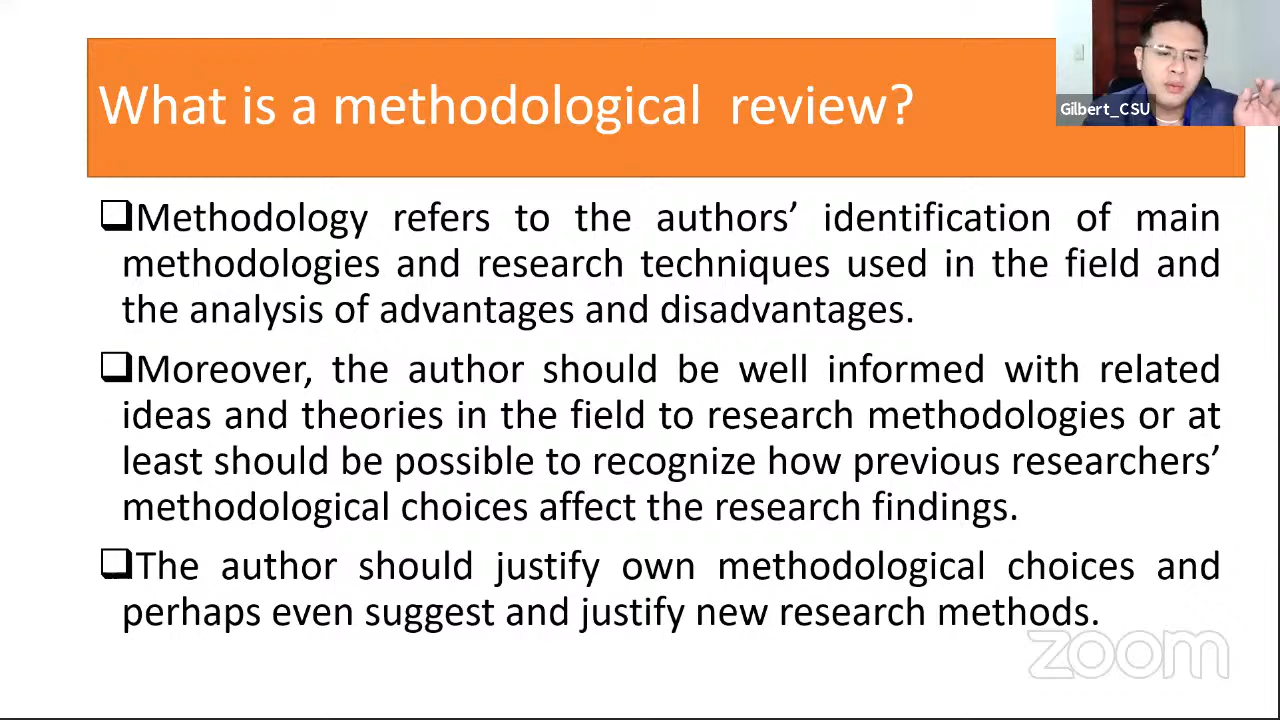 What is a methodological review?
Gilbert_CSU
❑Methodology refers to the authors’ identification of main
methodologies and research techniques used in the field and
the analysis of advantages and disadvantages.
❑Moreover, the author should be well informed with related
ideas and theories in the field to research methodologies or at
least should be possible to recognize how previous researchers’
methodological choices affect the research findings.
❑The author should justify own methodological choices and
perhaps even suggest and justify new research methods.
zoom